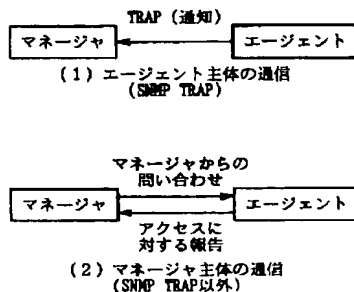 TRAP (通知)
マネージャ
エージェント
(1) エージェント主体の通信
(SNMP TRAP)
マネージャからの
問い合わせ
マネージャ
エージェント
アクセスに
対する報告
(2) マネージャ主体の通信
(SNMP TRAP以外)